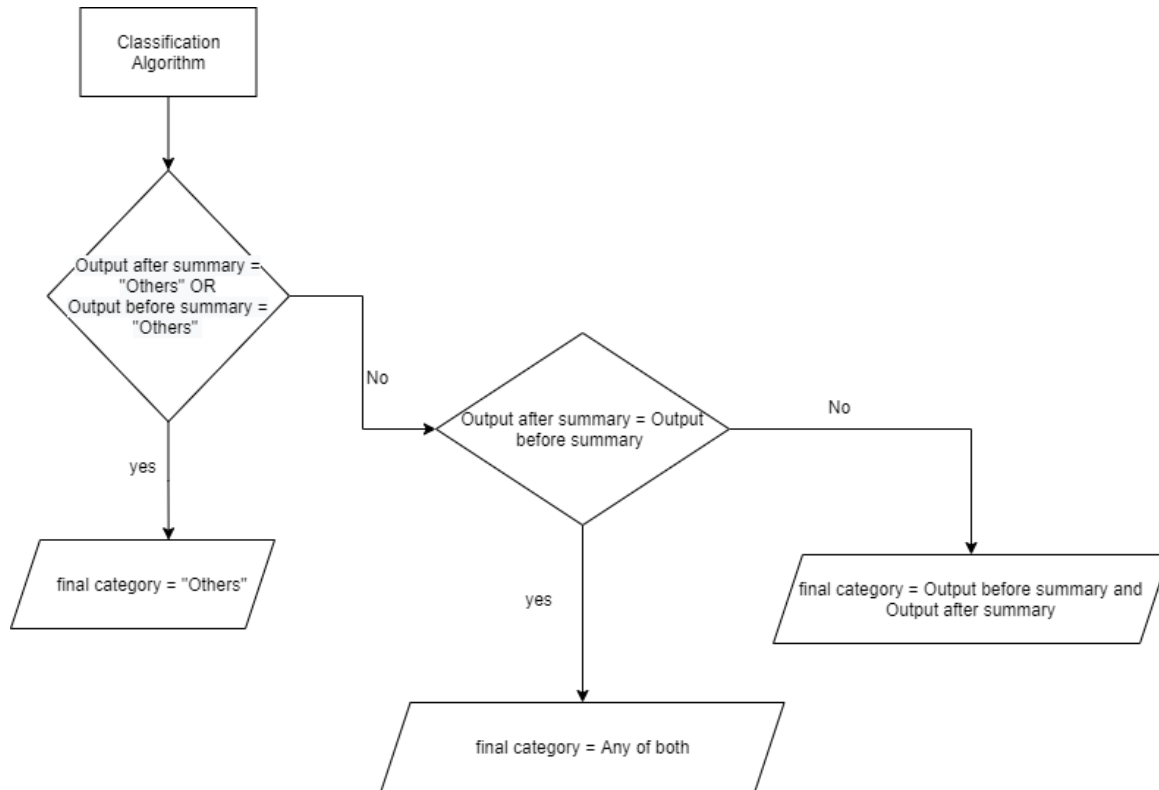 Classification
Algorithm
Output after summary =
"Others" OR
Output before summary =
"Others"
yes
final category = "Others"
No
Output after summary = Output
before summary
yes
final category = Any of both
No
final category = Output before summary and
Output after summary